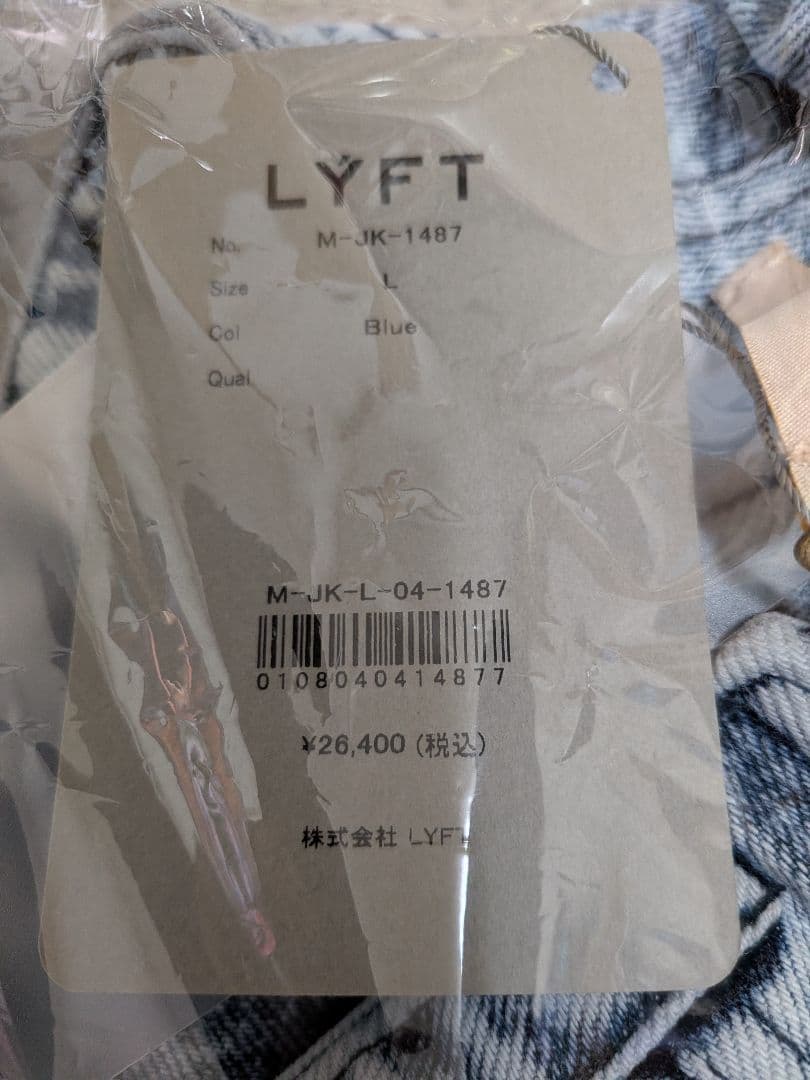 LYFT
No. M-JK-1487
Size L
Col Blue
Qual
M-JK-L-04-1487
0108040414877
¥26,400 (税込)
株式会社 LYFT